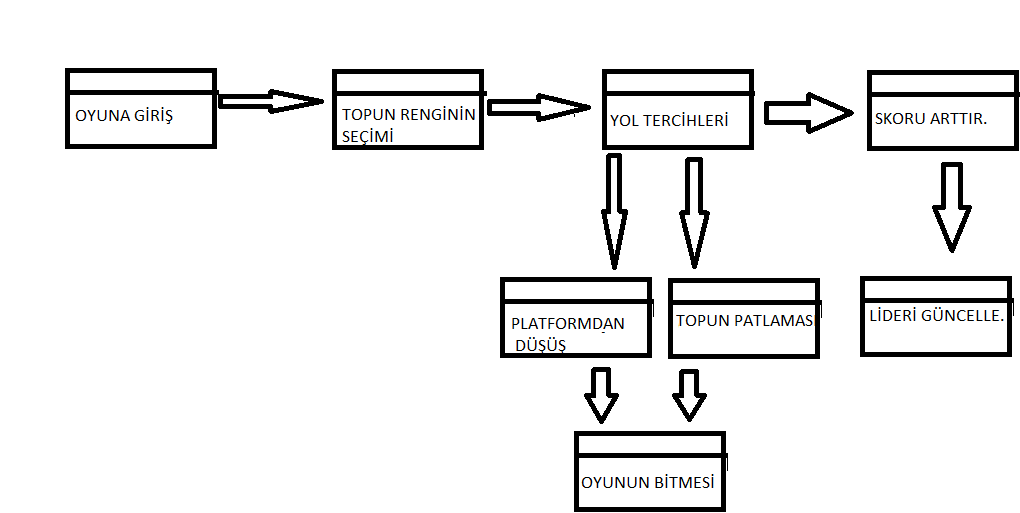 OYUNA GİRİŞ
TOPUN RENGİNİN
SEÇİMİ
YOL TERCİHLERİ
SKORU ARTTIR.
PLATFORMDAN
DÜŞÜŞ
TOPUN PATLAMASI
LİDERİ GÜNCELLE.
OYUNUN BİTMESİ